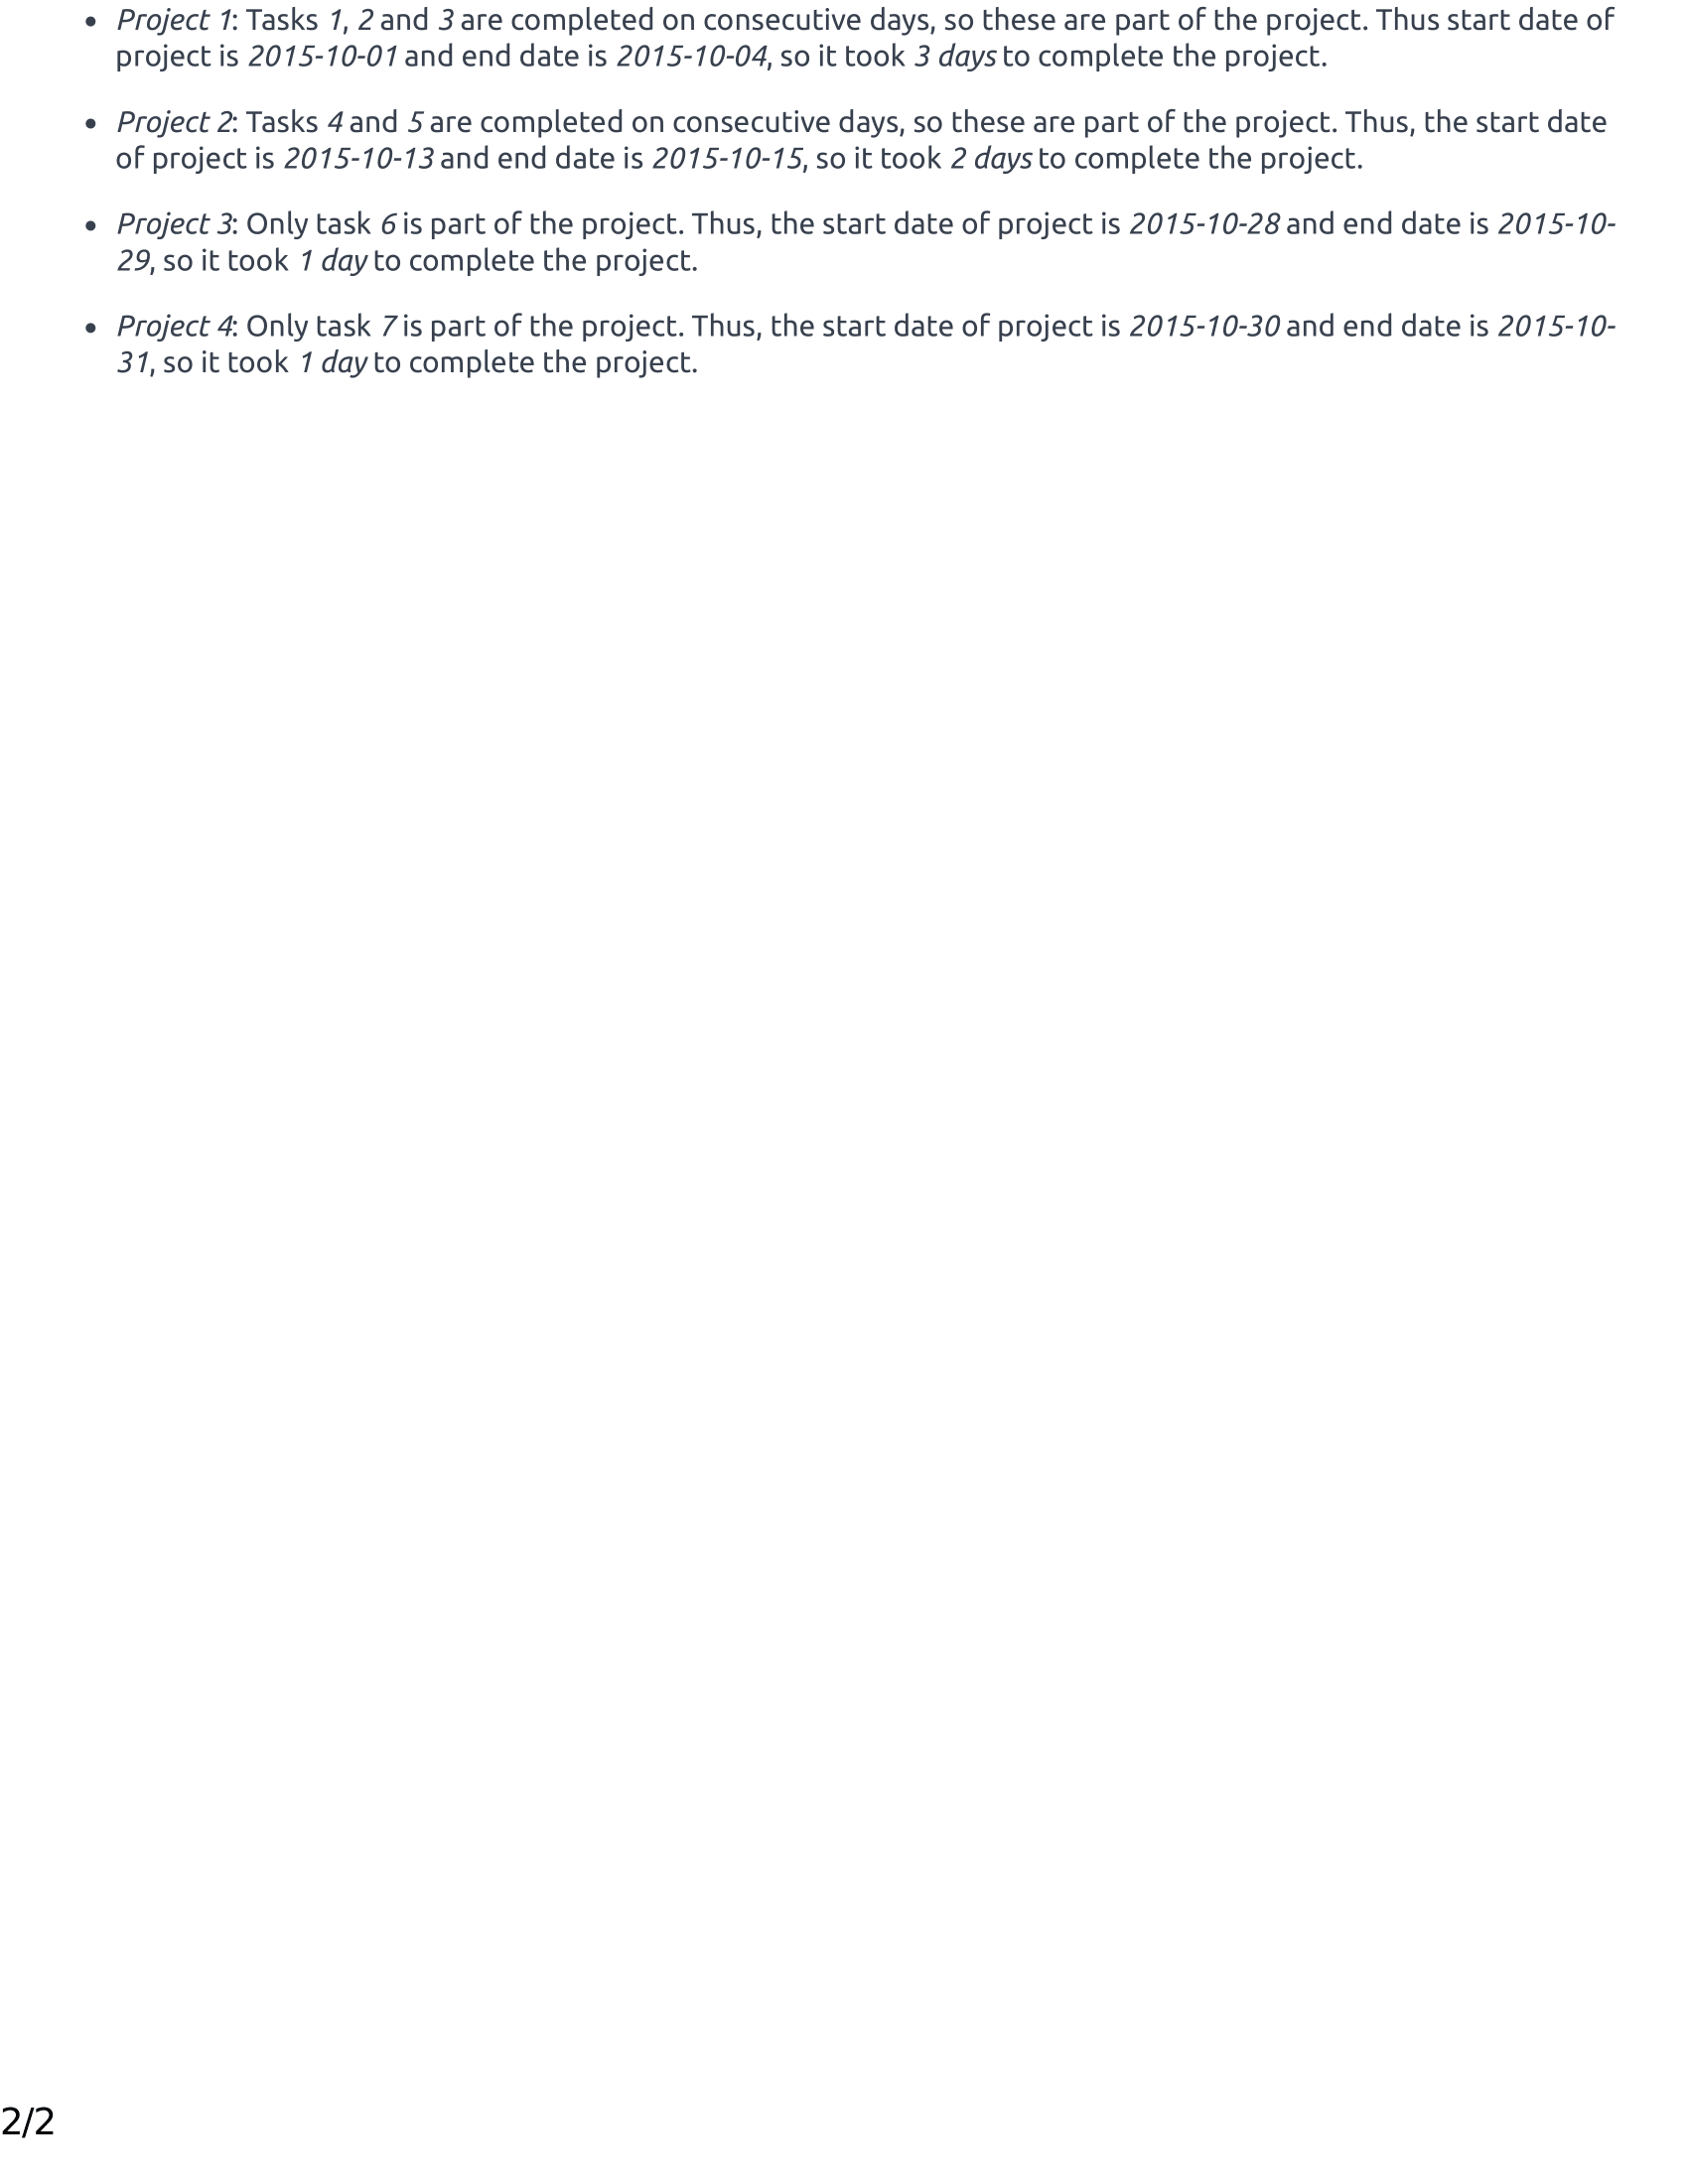 • Project 1: Tasks 1, 2 and 3 are completed on consecutive days, so these are part of the project. Thus start date of
project is 2015-10-01 and end date is 2015-10-04, so it took 3 days to complete the project.
• Project 2: Tasks 4 and 5 are completed on consecutive days, so these are part of the project. Thus, the start date
of project is 2015-10-13 and end date is 2015-10-15, so it took 2 days to complete the project.
• Project 3: Only task 6 is part of the project. Thus, the start date of project is 2015-10-28 and end date is 2015-10-
29, so it took 1 day to complete the project.
• Project 4: Only task 7 is part of the project. Thus, the start date of project is 2015-10-30 and end date is 2015-10-
31, so it took 1 day to complete the project.
2/2